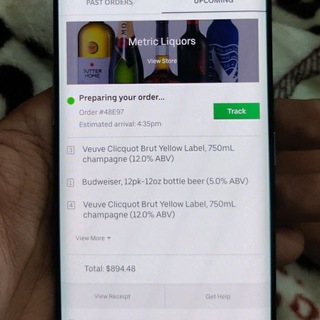 PAST ORDERS
UPCOMING
Metric Liquors
View Store
SUTTER
HOME
Preparing your order...
Order #48E97
Track
Estimated arrival: 4:35pm
3 Veuve Clicquot Brut Yellow Label, 750mL
champagne (12.0% ABV)
1 Budweiser, 12pk-12oz bottle beer (5.0% ABV)
4 Veuve Clicquot Brut Yellow Label, 750mL
champagne (12.0% ABV)
View More
Total: $894.48
View Receipt
Get Help